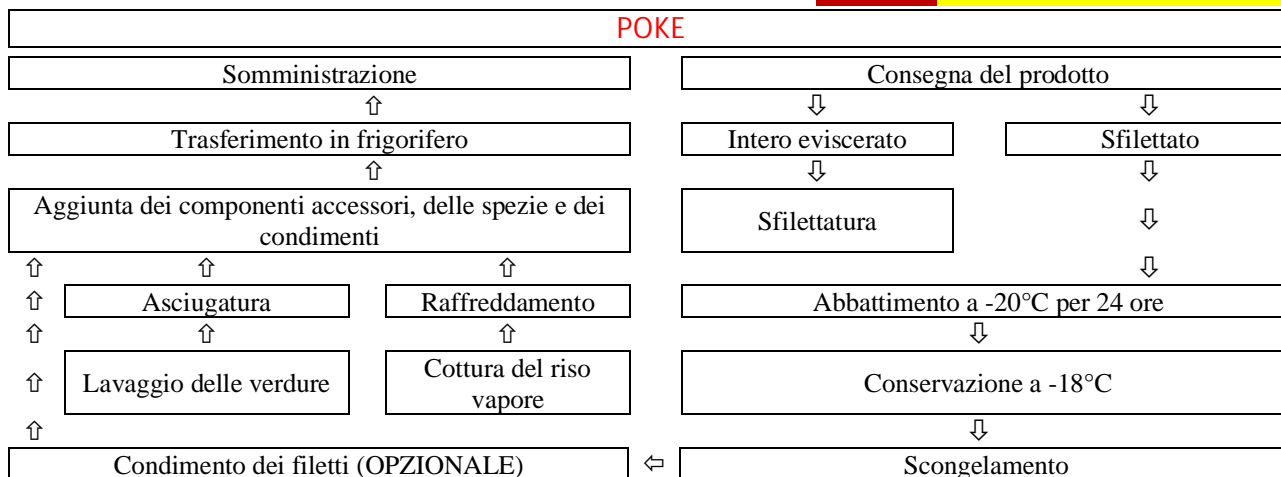 POKE
Somministrazione
Consegna del prodotto
⇧
⇩
⇩
Trasferimento in frigorifero
Intero eviscerato
Sfilettato
⇧
⇩
⇩
Aggiunta dei componenti accessori, delle spezie e dei
condimenti
Sfilettatura
⇩
⇧
⇧
⇧
⇩
⇧
Asciugatura
Raffreddamento
Abbattimento a -20°C per 24 ore
⇧
⇧
⇧
⇩
⇧
Lavaggio delle verdure
Cottura del riso
vapore
Conservazione a -18°C
⇧
⇩
Condimento dei filetti (OPZIONALE)
⇦
Scongelamento